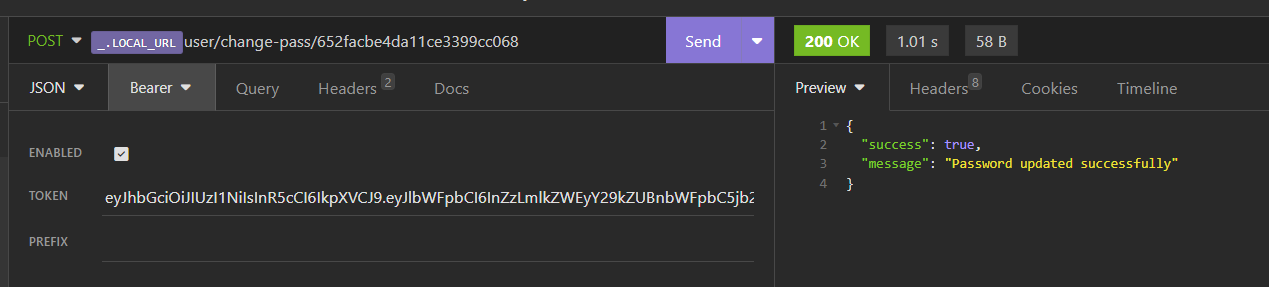 POST _.LOCAL_URL user/change-pass/652facbe4da11ce3399cc068 Send 200 OK 1.01 s 58 B
JSON Bearer Query Headers 2 Docs
Preview Headers 8 Cookies Timeline
ENABLED
TOKEN eyJhbGciOiJIUzI1NiIsInR5cCI6IkpXVCJ9.eyJlbWFpbCI6InZzLmlkZWEyY29kZUBnbWFpbC5jb2
PREFIX
1 {
2 "success": true,
3 "message": "Password updated successfully"
4 }